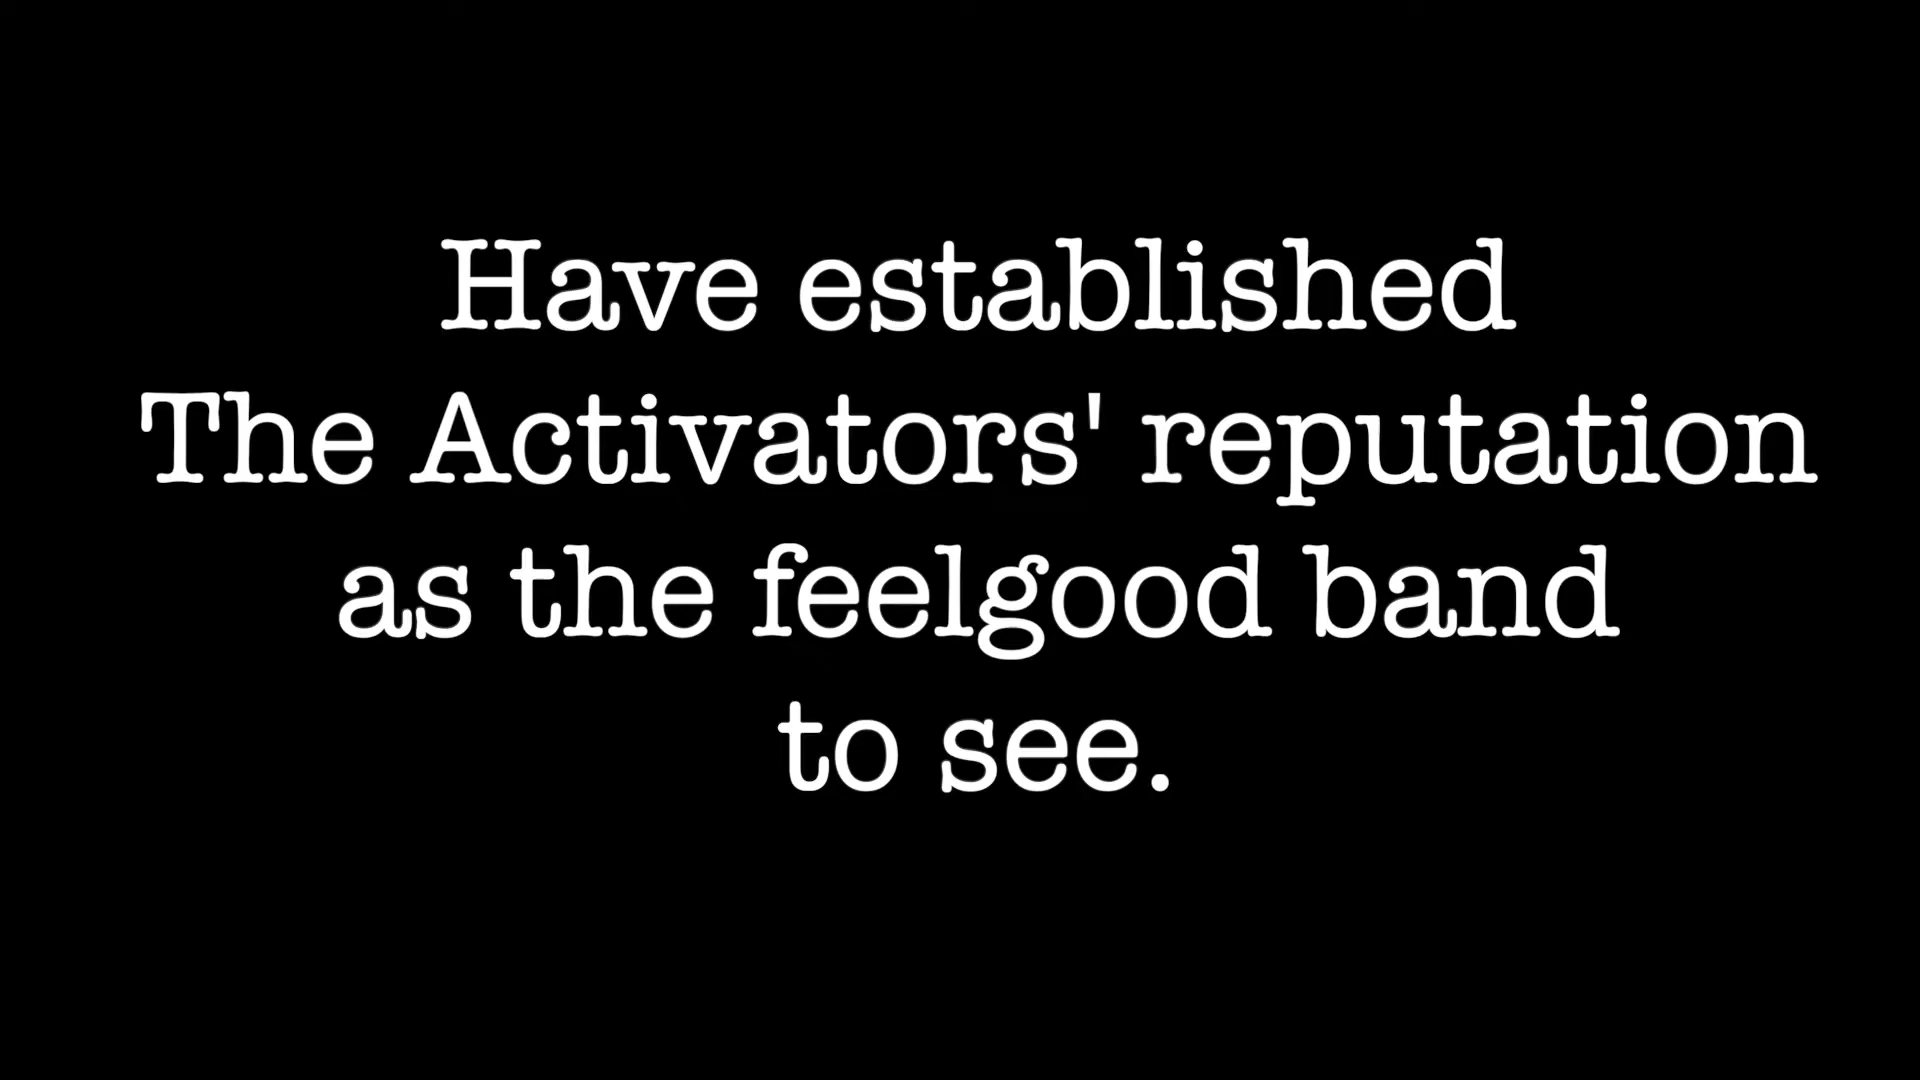 Have established
The Activators' reputation
as the feelgood band
to see.